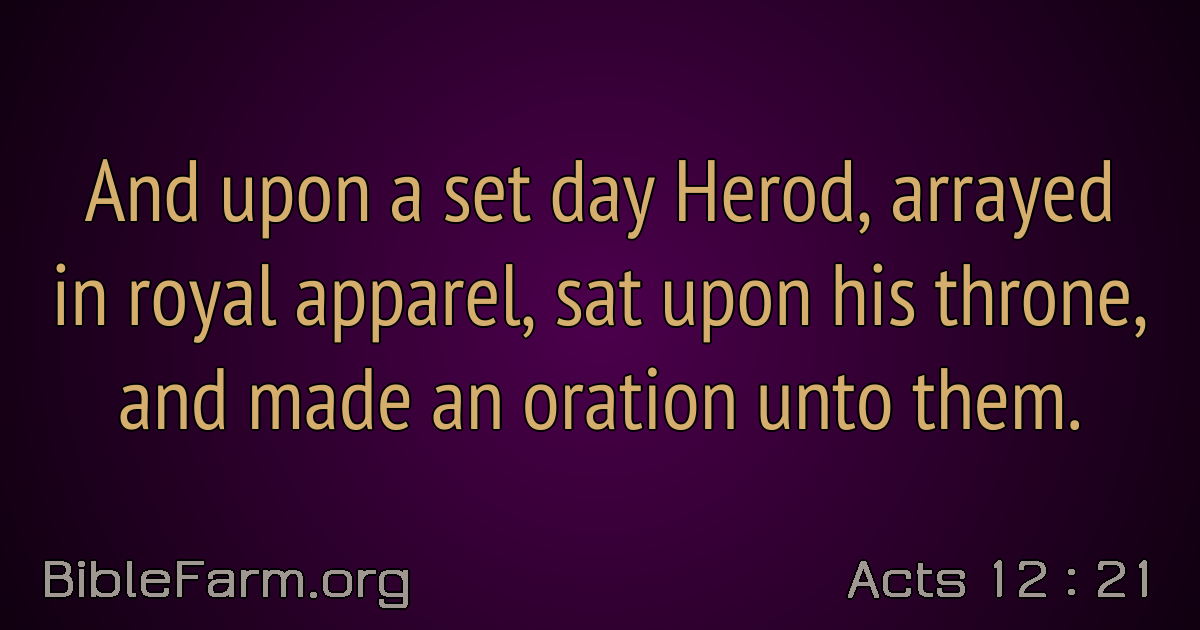 And upon a set day Herod, arrayed
in royal apparel, sat upon his throne,
and made an oration unto them.
BibleFarm.org
Acts 12 : 21